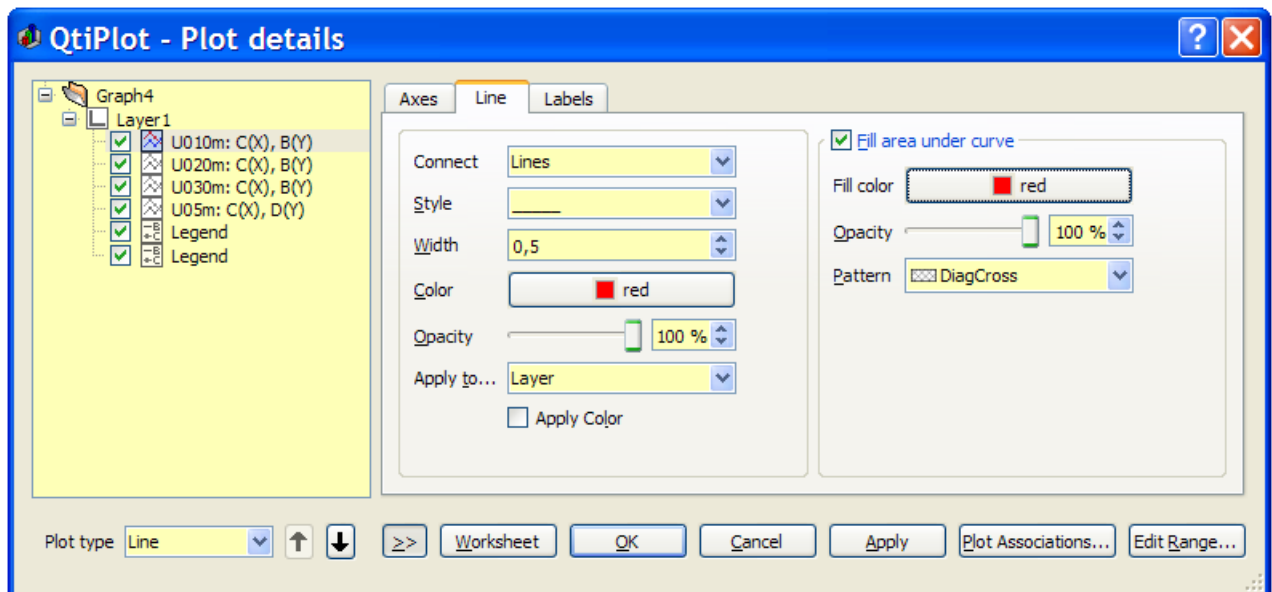 QtiPlot - Plot details
Graph4
Layer1
U010m: C(X), B(Y)
U020m: C(X), B(Y)
U030m: C(X), B(Y)
U05m: C(X), D(Y)
Legend
Legend
Axes Line Labels
Connect Lines
Style
Width 0,5
Color red
Opacity 100 %
Apply to... Layer
Apply Color
Fill area under curve
Fill color red
Opacity 100 %
Pattern DiagCross
Plot type Line
>> Worksheet OK Cancel Apply Plot Associations... Edit Range...